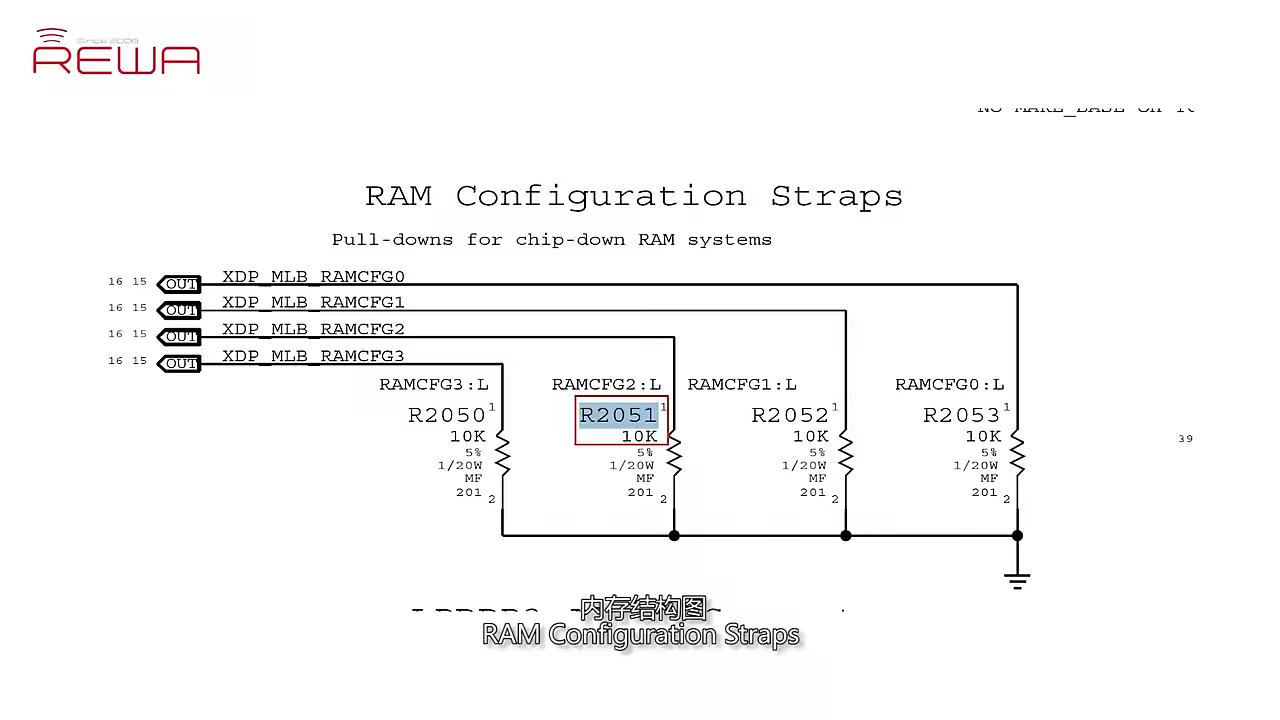 Since 2009
REWA
RAM Configuration Straps
Pull-downs for chip-down RAM systems
16 15 OUT XDP_MLB_RAMCFG0
16 15 OUT XDP_MLB_RAMCFG1
16 15 OUT XDP_MLB_RAMCFG2
16 15 OUT XDP_MLB_RAMCFG3
RAMCFG3:L RAMCFG2:L RAMCFG1:L RAMCFG0:L
R2050 1 R2051 1 R2052 1 R2053 1
10K 10K 10K 10K 39
5% 5% 5% 5%
1/20W 1/20W 1/20W 1/20W
MF MF MF MF
201 2 201 2 201 2 201 2
内存结构图
RAM Configuration Straps